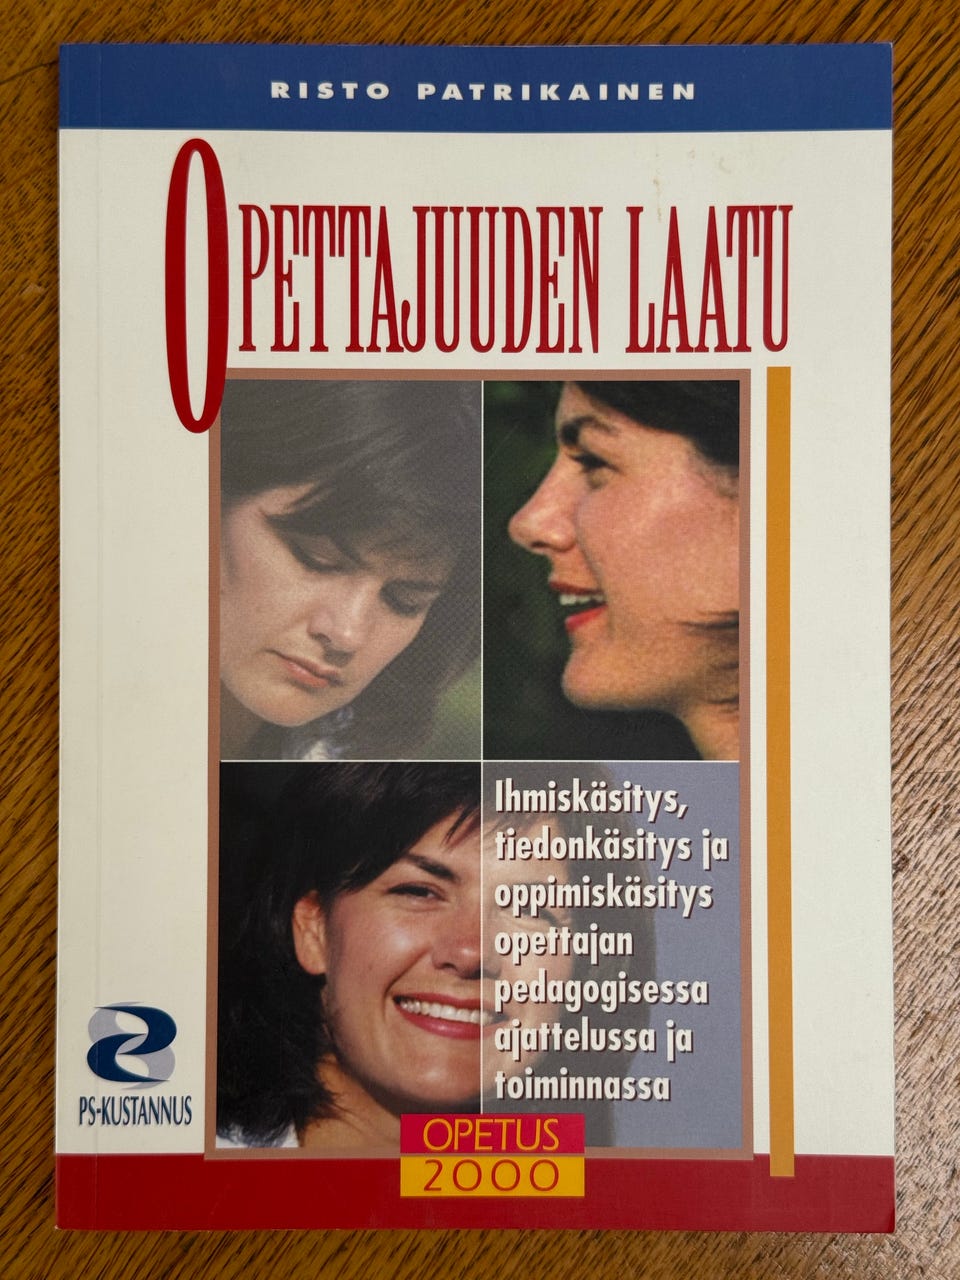 RISTO PATRIKAINEN
OPETTAJUUDEN LAATU
Ihmiskäsitys,
tiedonkäsitys ja
oppimiskäsitys
opettajan
pedagogisessa
ajattelussa ja
toiminnassa
PS-KUSTANNUS
OPETUS
2000